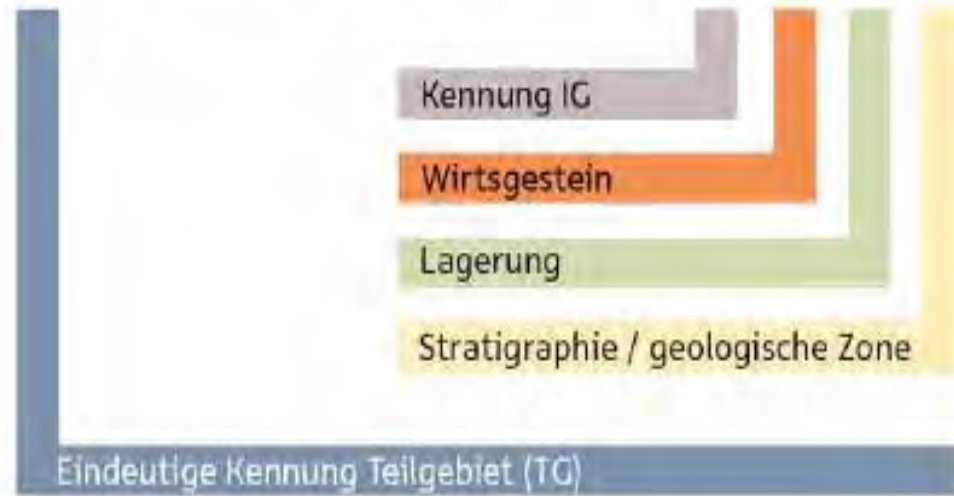 Kennung IG
Wirtsgestein
Lagerung
Stratigraphie / geologische Zone
Eindeutige Kennung Teilgebiet (TG)